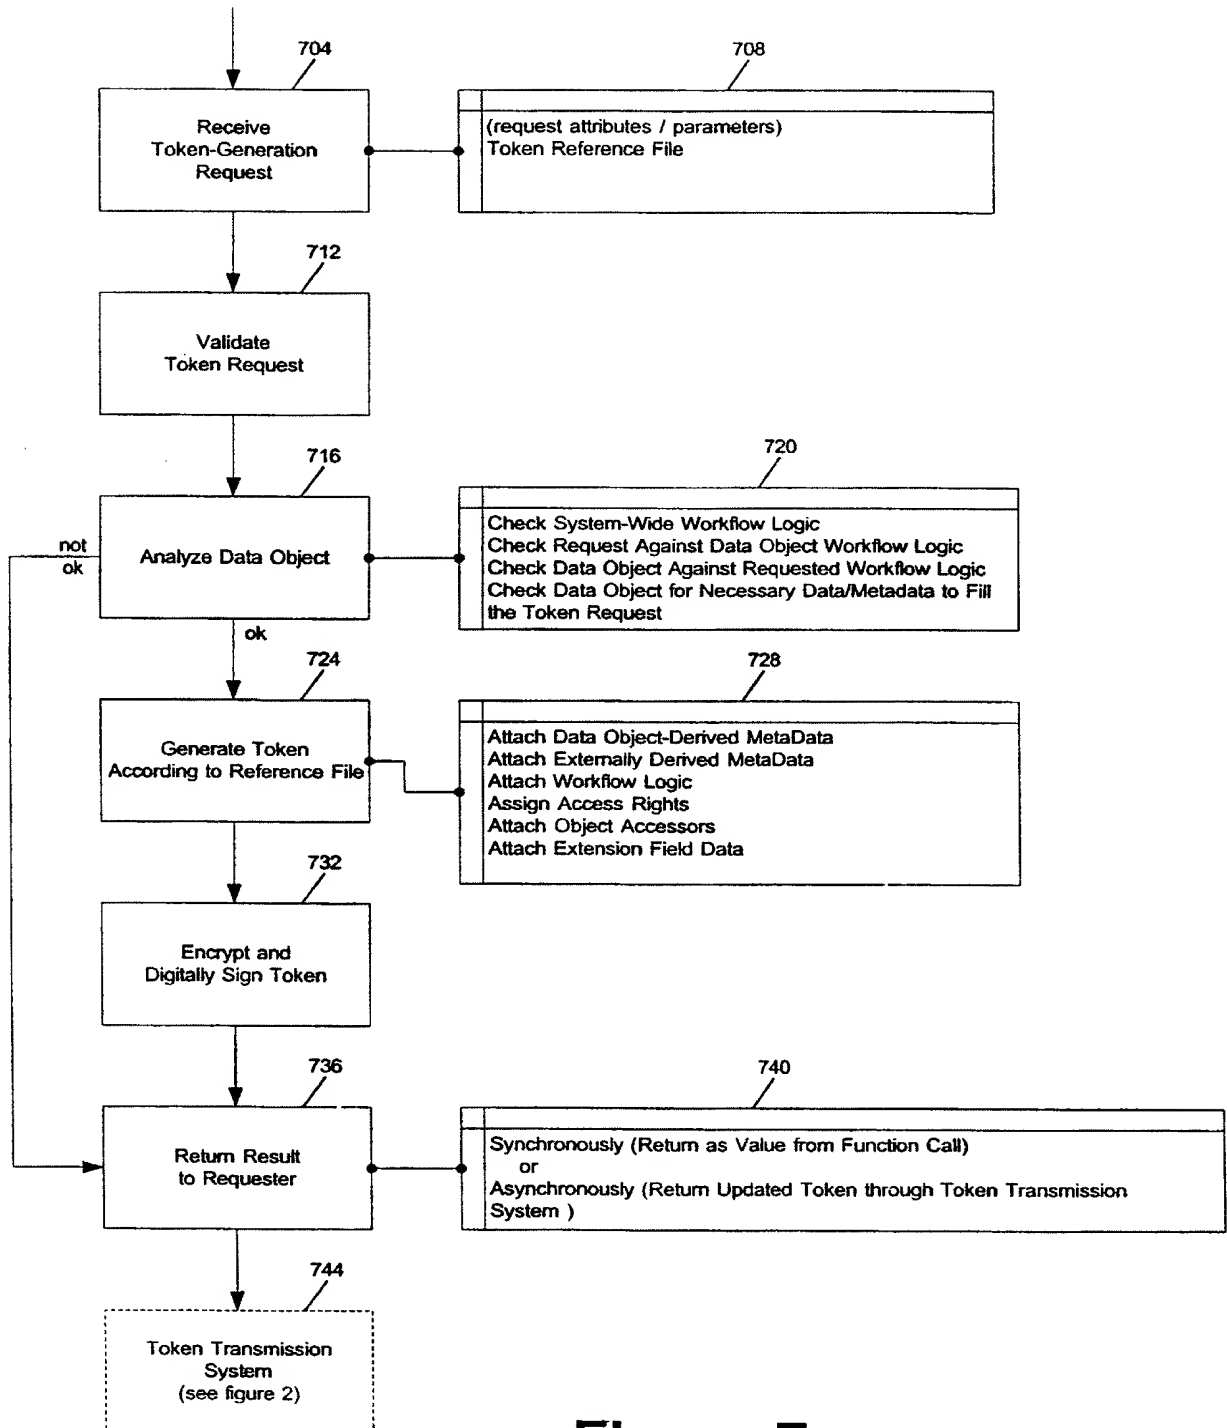 704
708
Receive
Token-Generation
Request
(request attributes / parameters)
Token Reference File
712
Validate
Token Request
716
720
not
ok
Analyze Data Object
Check System-Wide Workflow Logic
Check Request Against Data Object Workflow Logic
Check Data Object Against Requested Workflow Logic
Check Data Object for Necessary Data/Metadata to Fill
the Token Request
ok
724
728
Generate Token
According to Reference File
Attach Data Object-Derived MetaData
Attach Externally Derived MetaData
Attach Workflow Logic
Assign Access Rights
Attach Object Accessors
Attach Extension Field Data
732
Encrypt and
Digitally Sign Token
736
740
Return Result
to Requester
Synchronously (Return as Value from Function Call)
or
Asynchronously (Return Updated Token through Token Transmission
System )
744
Token Transmission
System
(see figure 2)